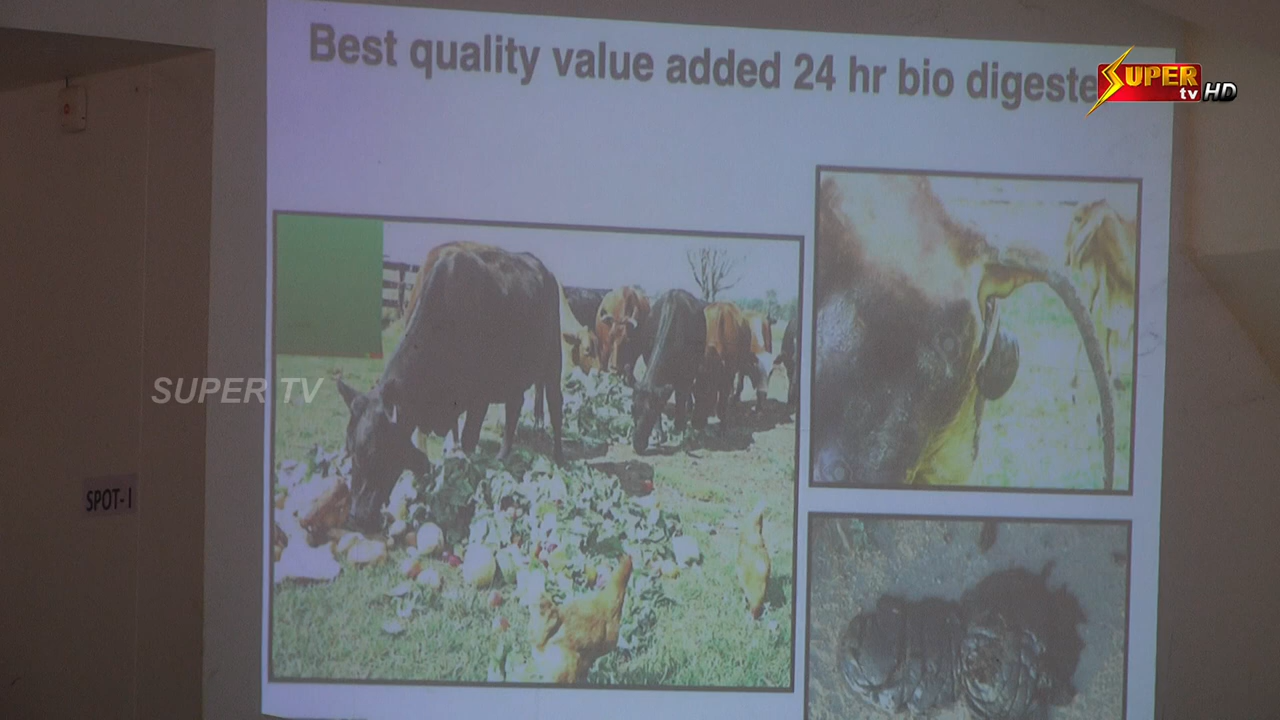 Best quality value added 24 hr bio digeste
SUPER
tv HD
SUPER TV
SPOT-1